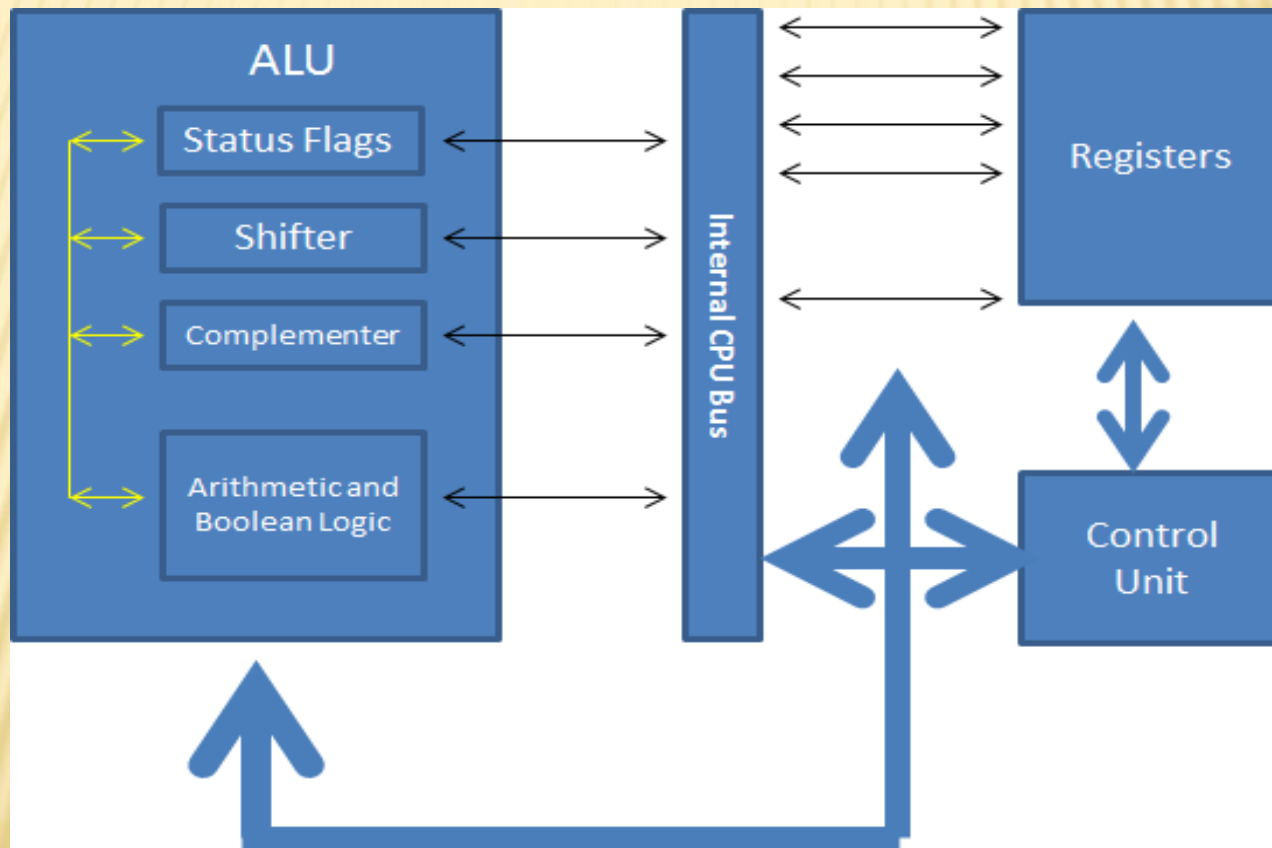 ALU
Status Flags
Shifter
Complementer
Arithmetic and
Boolean Logic
Internal CPU Bus
Registers
Control
Unit